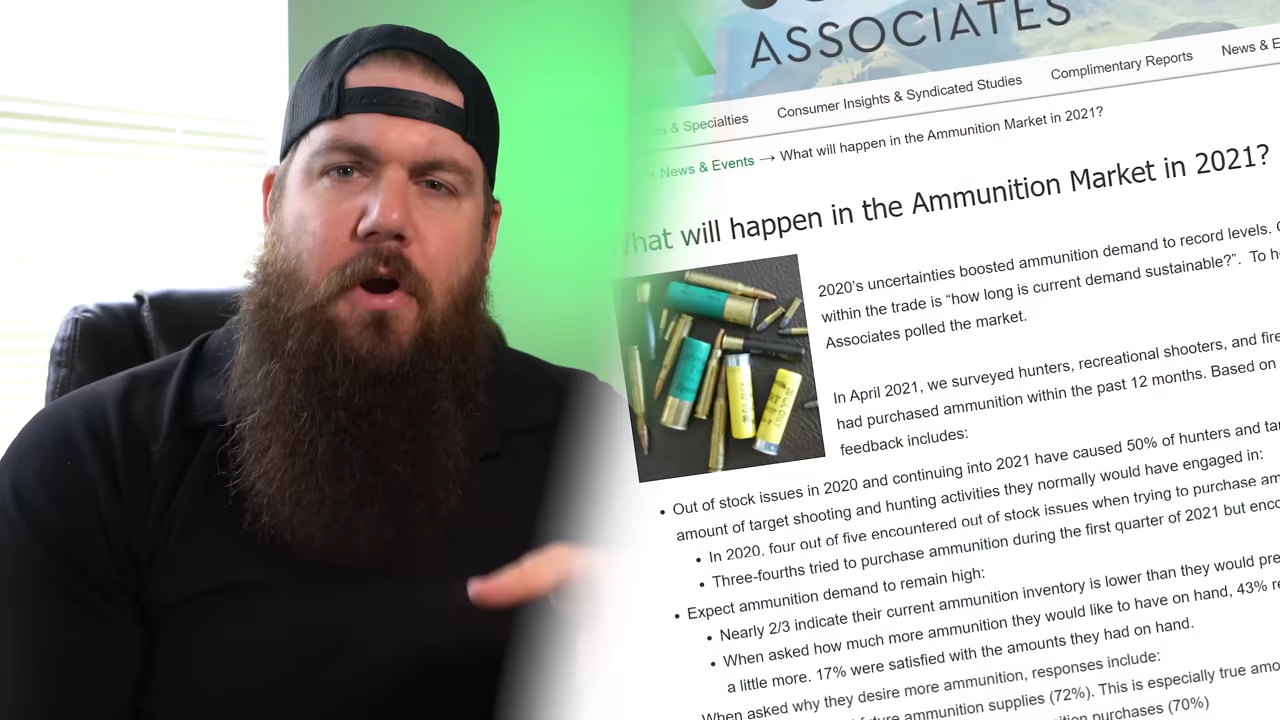 ASSOCIATES
& Specialties
Consumer Insights & Syndicated Studies
Complimentary Reports
News &
News & Events → What will happen in the Ammunition Market in 2021?
What will happen in the Ammunition Market in 2021?
2020's uncertainties boosted ammunition demand to record levels.
within the trade is “how long is current demand sustainable?”. To
Associates polled the market.
In April 2021, we surveyed hunters, recreational shooters, and
had purchased ammunition within the past 12 months. Based on
feedback includes:
• Out of stock issues in 2020 and continuing into 2021 have caused 50% of hunters and
amount of target shooting and hunting activities they normally would have engaged in:
• In 2020, four out of five encountered out of stock issues when trying to purchase
• Three-fourths tried to purchase ammunition during the first quarter of 2021 but
• Expect ammunition demand to remain high:
• Nearly 2/3 indicate their current ammunition inventory is lower than they would
• When asked how much more ammunition they would like to have on hand, 43%
a little more. 17% were satisfied with the amounts they had on hand.
When asked why they desire more ammunition, responses include:
ammunition supplies (72%). This is especially true
purchases (70%)